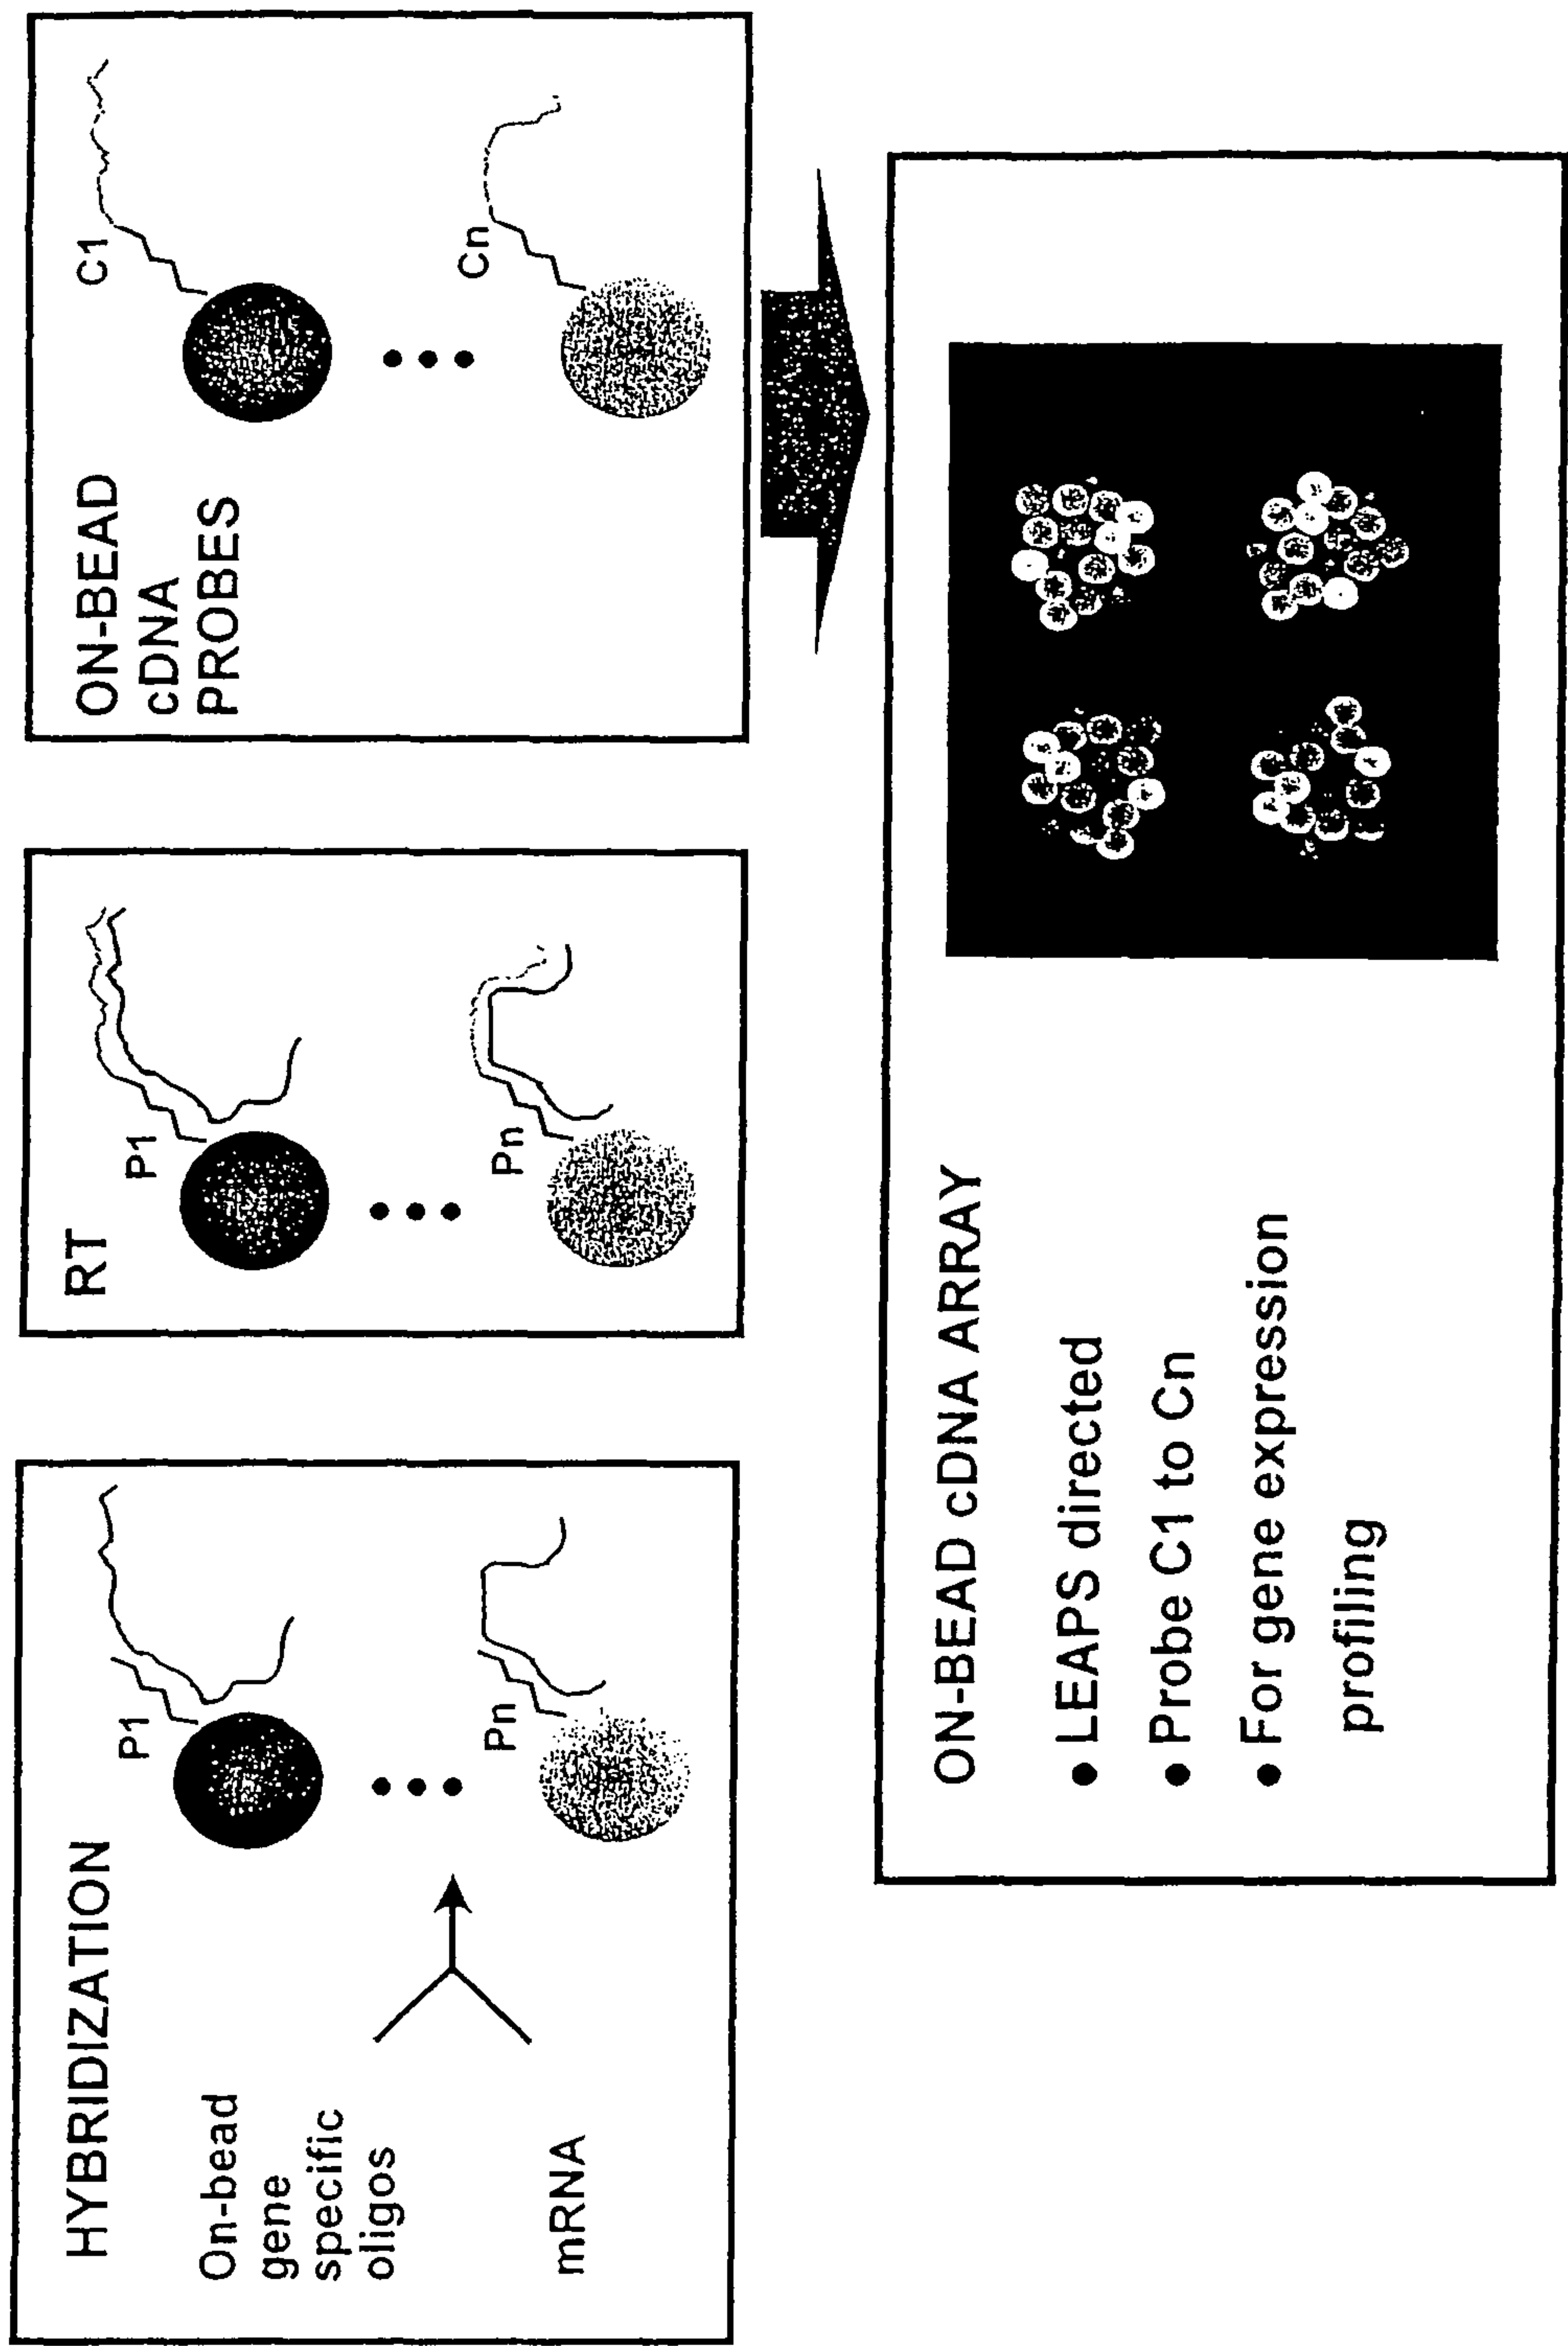 HYBRIDIZATION
On-bead
gene
specific
oligos
mRNA
P1
Pn
RT
P1
Pn
ON-BEAD
cDNA
PROBES
C1
Cn
ON-BEAD cDNA ARRAY
• LEAPS directed
• Probe C1 to Cn
• For gene expression
profiling